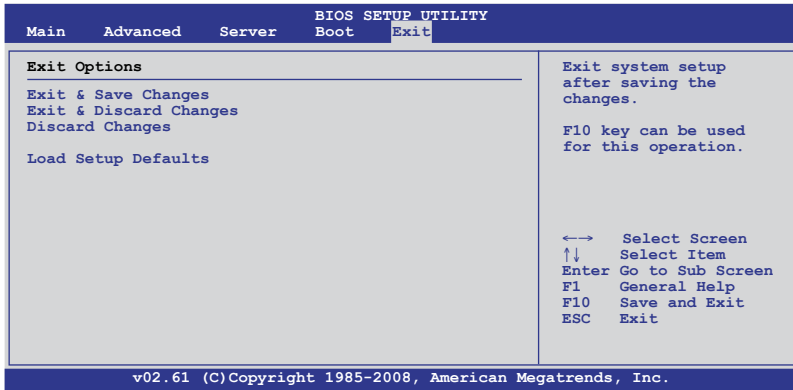 BIOS SETUP UTILITY
Main Advanced Server Boot Exit
Exit Options
Exit & Save Changes
Exit & Discard Changes
Discard Changes
Load Setup Defaults
Exit system setup
after saving the
changes.
F10 key can be used
for this operation.
←→ Select Screen
↑↓ Select Item
Enter Go to Sub Screen
F1 General Help
F10 Save and Exit
ESC Exit
v02.61 (C)Copyright 1985-2008, American Megatrends, Inc.